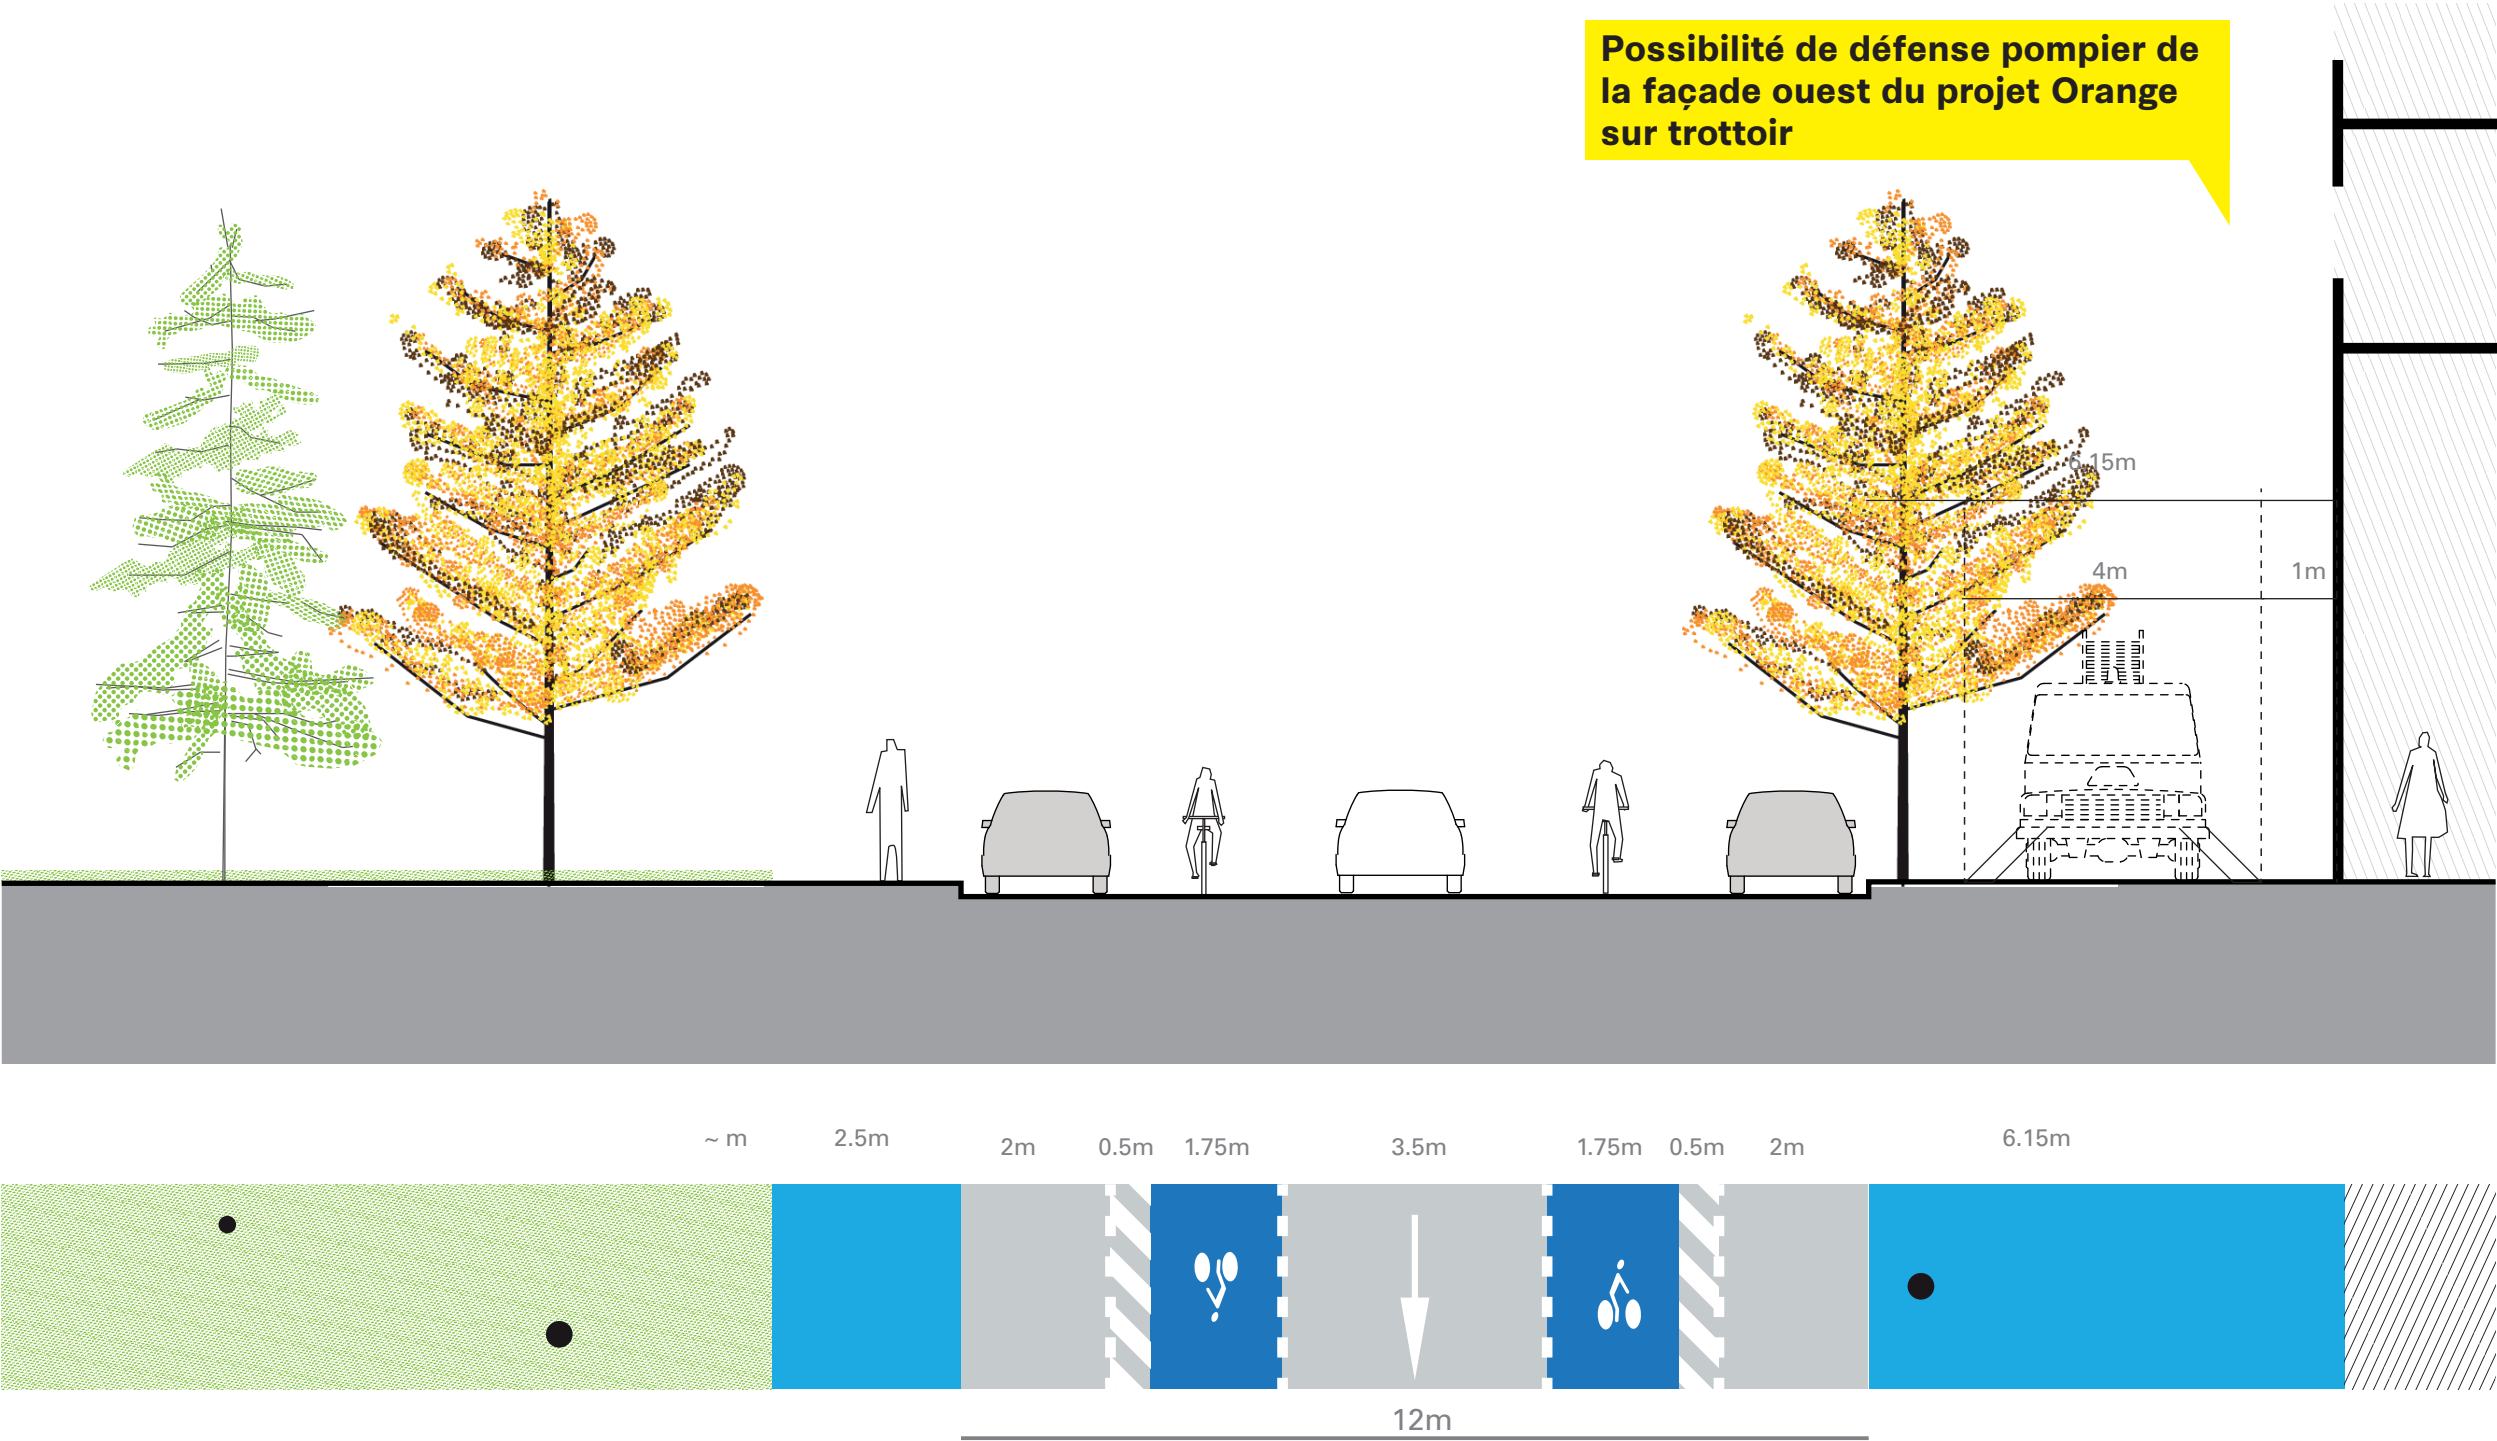 Possibilité de défense pompier de
la façade ouest du projet Orange
sur trottoir
6.15m
4m
1m
~ m
2.5m
2m
0.5m
1.75m
3.5m
1.75m
0.5m
2m
6.15m
12m